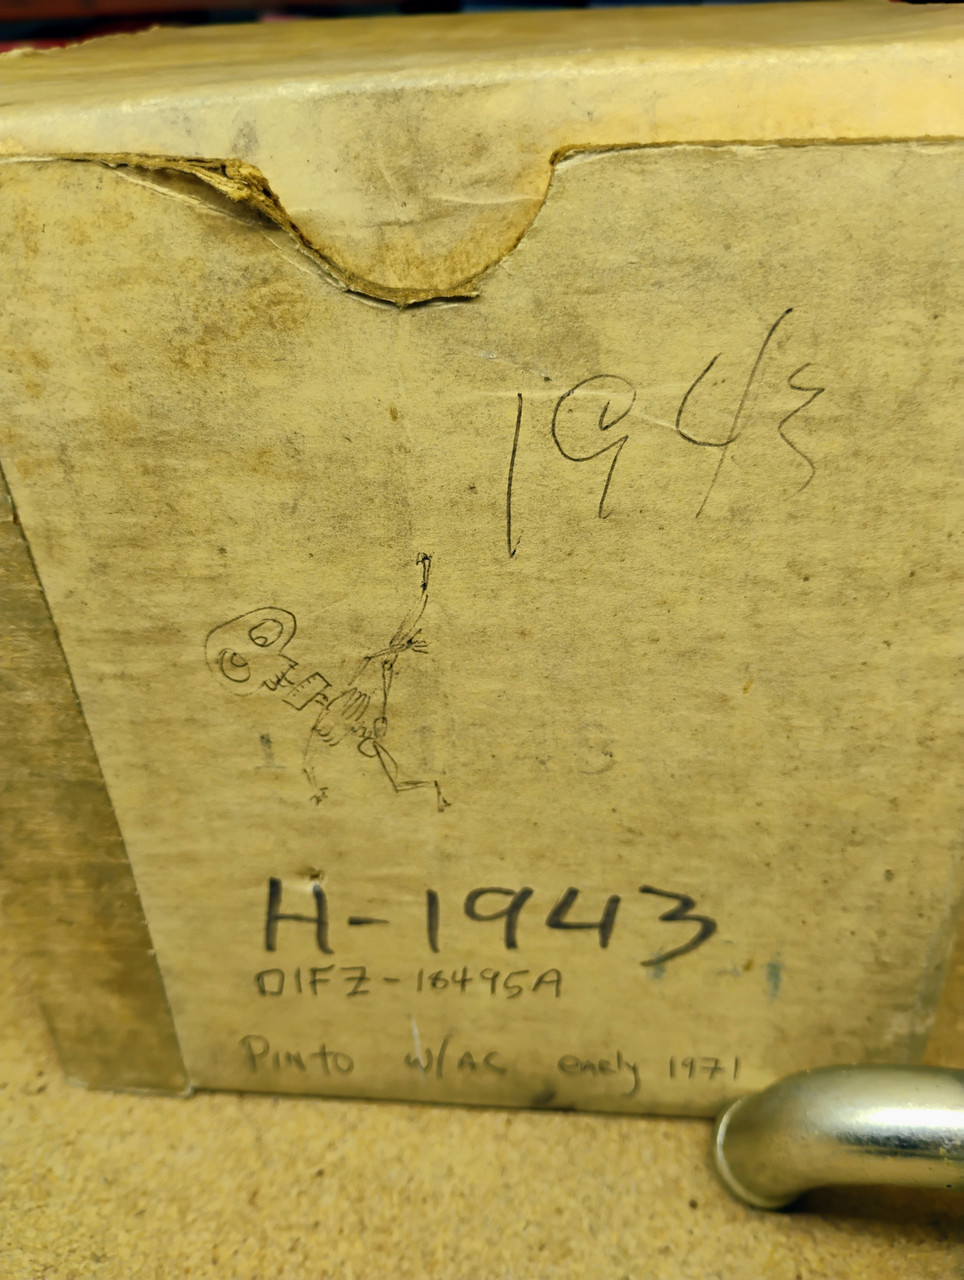 1943
H-1943
D1FZ-18495A
Pinto w/AC early 1971